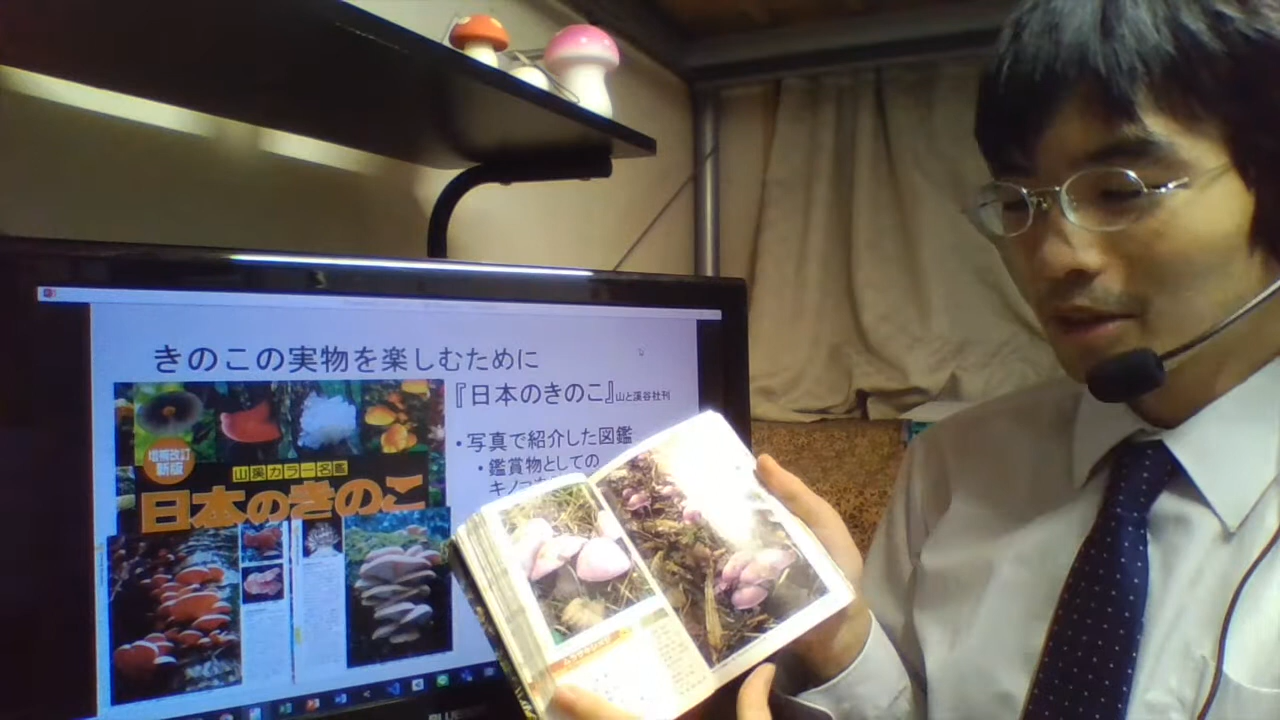 きのこの実物を楽しむために
『日本のきのこ』山と溪谷社刊
・写真で紹介した図鑑
・鑑賞物としての
増補改訂
新版
山溪カラー名鑑
日本のきのこ